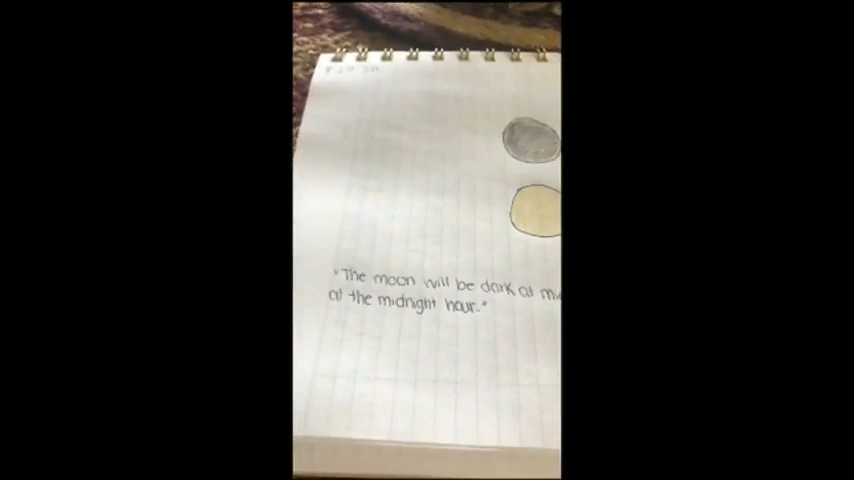 "The moon will be dark at
at the midnight hour."